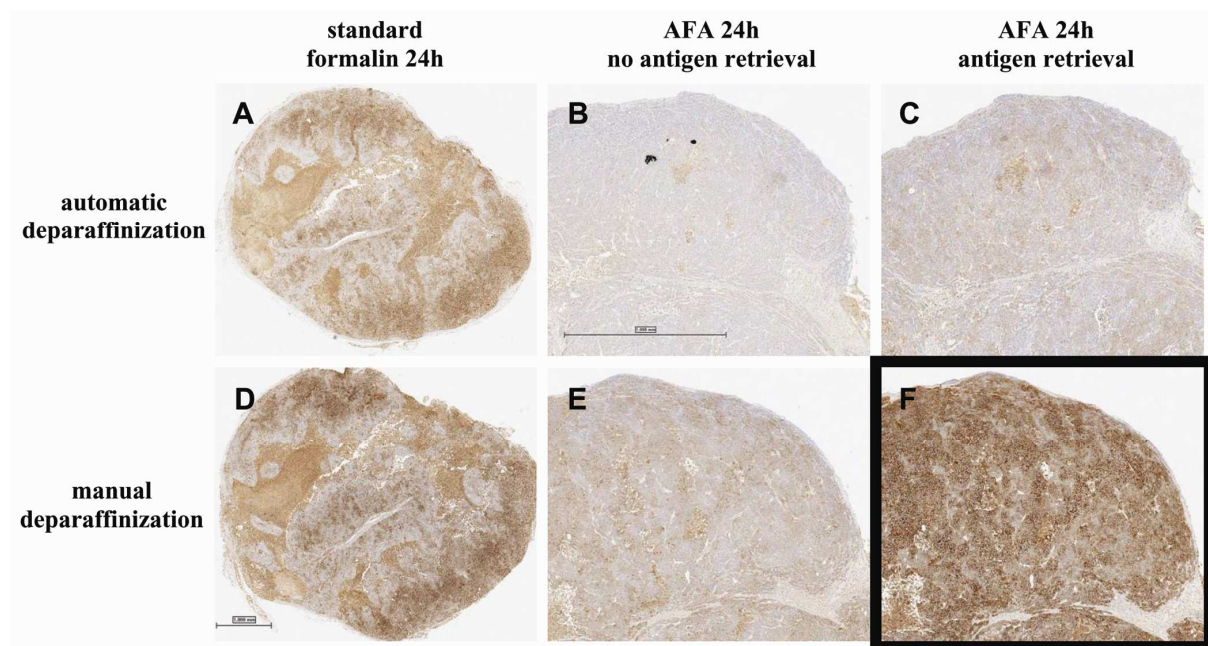 standard
formalin 24h
AFA 24h
no antigen retrieval
AFA 24h
antigen retrieval
automatic
deparaffinization
A
B
C
manual
deparaffinization
D
E
F